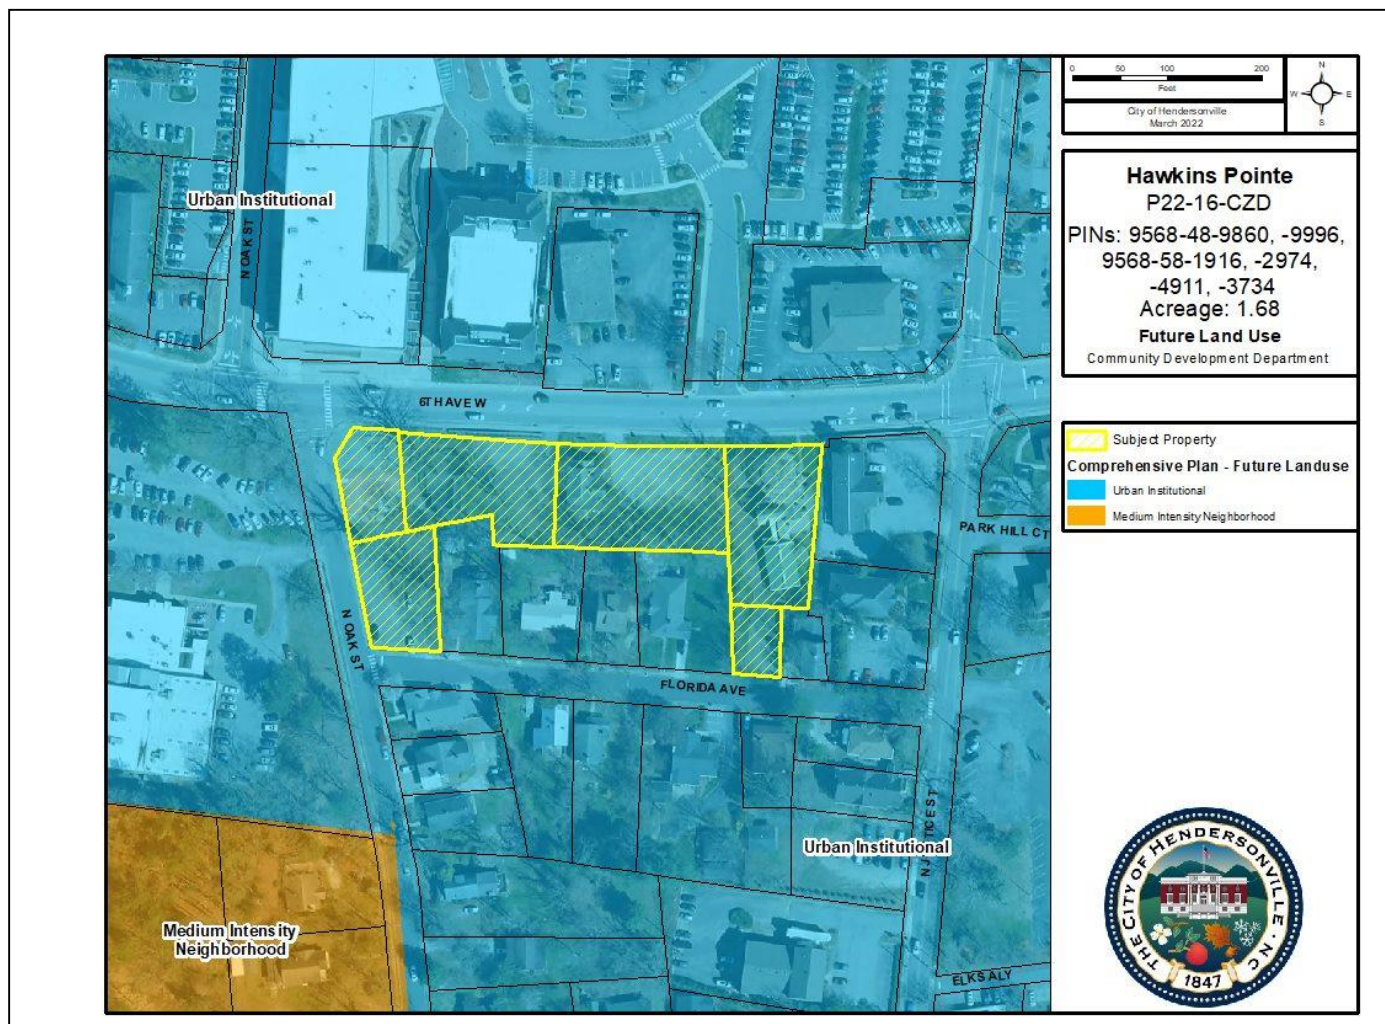 Urban Institutional
N OAK ST
6TH AVE W
N OAK ST
FLORIDA AVE
PARK HILL CT
N JUSTICE ST
Urban Institutional
Medium Intensity
Neighborhood
ELKS ALY
0 50 100 200
Feet
N
W E
S
City of Hendersonville
March 2022
Hawkins Pointe
P22-16-CZD
PINs: 9568-48-9860, -9996,
9568-58-1916, -2974,
-4911, -3734
Acreage: 1.68
Future Land Use
Community Development Department
Subject Property
Comprehensive Plan - Future Landuse
Urban Institutional
Medium Intensity Neighborhood
THE CITY OF HENDERSONVILLE · NC
1847